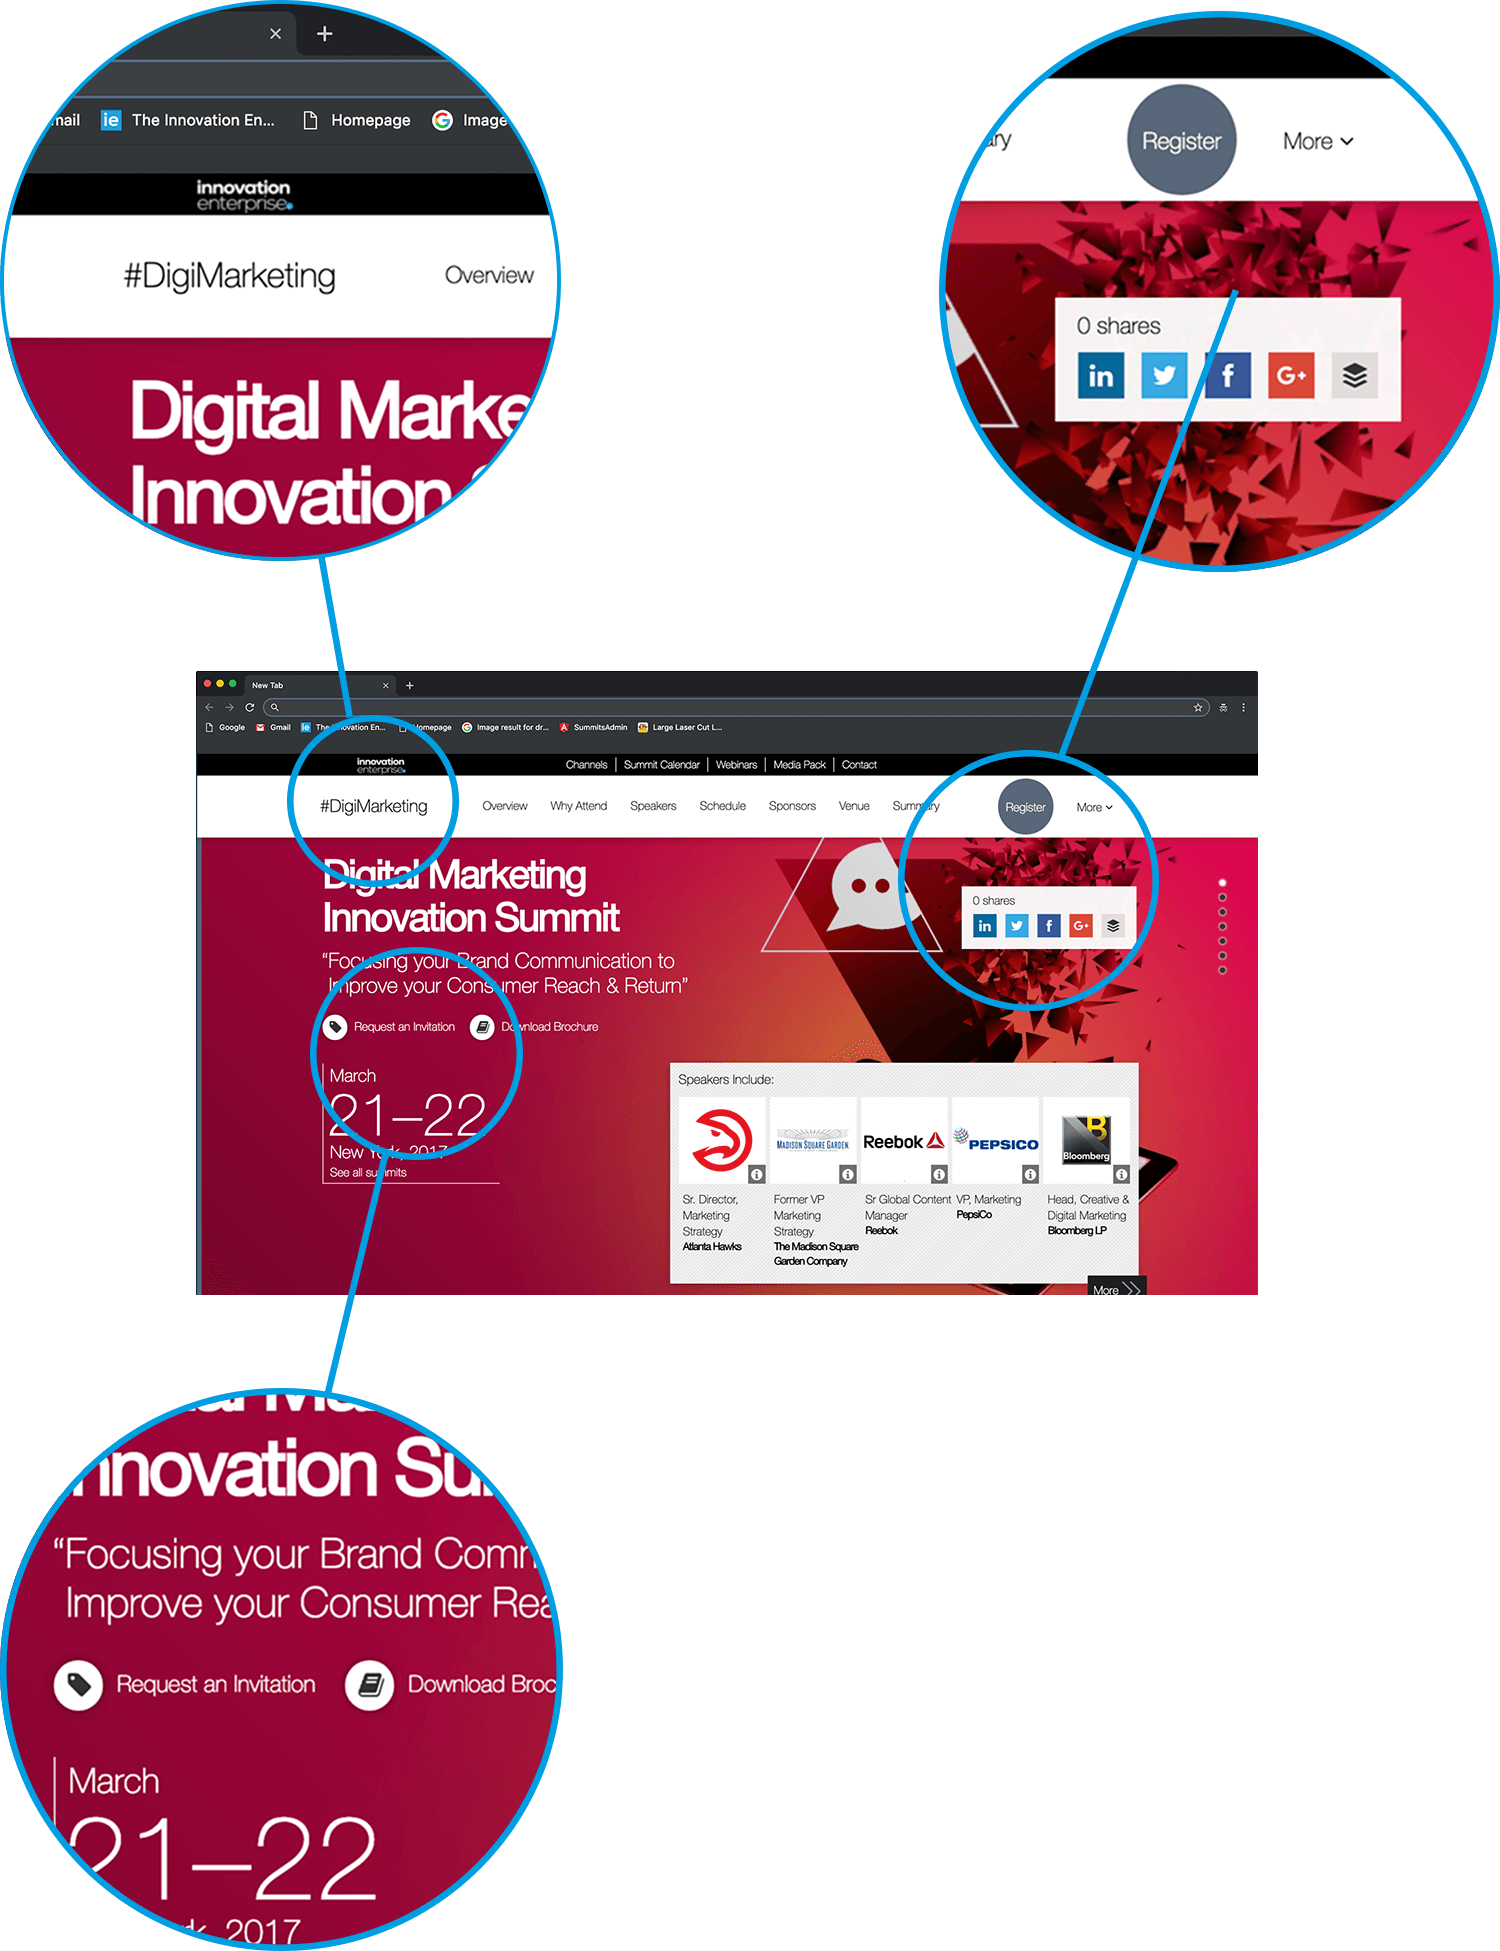 mail
The Innovation En...
Homepage
Image
innovation
enterprise
#DigiMarketing
Overview
Digital Marke
Innovation
Register
More
0 shares
in
f
G+
New Tab
Google
Gmail
ie
The Innovation En...
Homepage
Image result for dr...
SummitsAdmin
Large Laser Cut L...
innovation
enterprise
Channels | Summit Calendar | Webinars | Media Pack | Contact
#DigiMarketing
Overview
Why Attend
Speakers
Schedule
Sponsors
Venue
Summary
Register
More
Digital Marketing
Innovation Summit
“Focusing your Brand Communication to
Improve your Consumer Reach & Return”
0 shares
in
f
G+
Request an Invitation
Download Brochure
March
21–22
New York, 2017
See all summits
Speakers Include:
MADISON SQUARE GARDEN
Reebok
PEPSICO
B
Bloomberg
Sr. Director,
Marketing
Strategy
Atlanta Hawks
Former VP
Marketing
Strategy
The Madison Square
Garden Company
Sr Global Content
Manager
Reebok
VP, Marketing
PepsiCo
Head, Creative &
Digital Marketing
Bloomberg LP
More
nnovation Su
“Focusing your Brand Comm
Improve your Consumer Rea
Request an Invitation
Download Broc
March
21–22
k, 2017